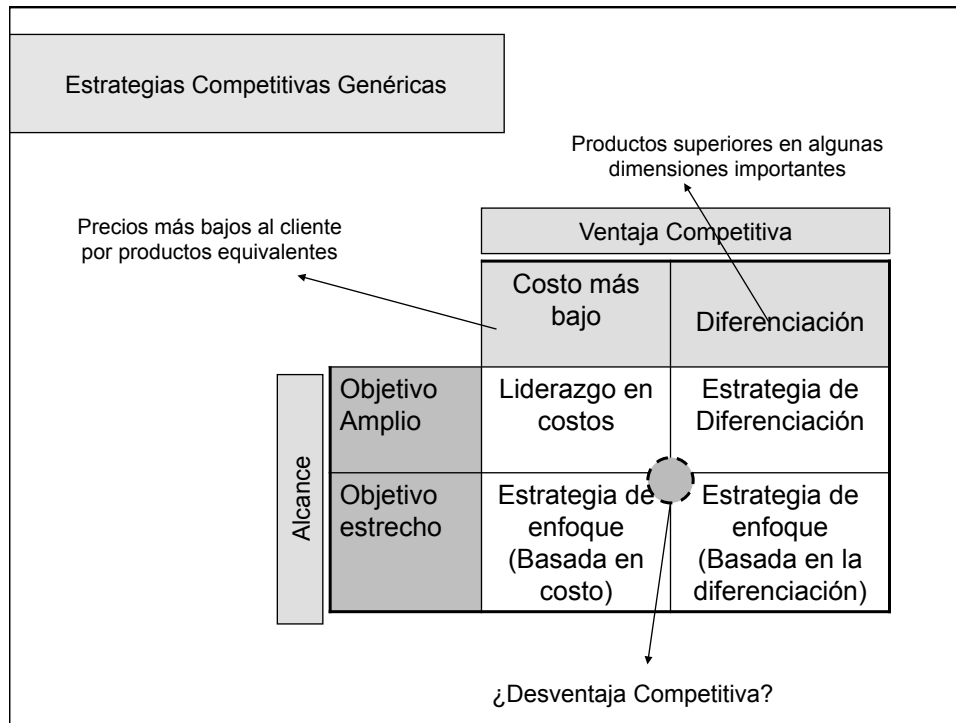 Estrategias Competitivas Genéricas
Productos superiores en algunas
dimensiones importantes
Precios más bajos al cliente
por productos equivalentes
Ventaja Competitiva
Costo más
bajo
Diferenciación
Alcance
Objetivo
Amplio
Liderazgo en
costos
Estrategia de
Diferenciación
Objetivo
estrecho
Estrategia de
enfoque
(Basada en
costo)
Estrategia de
enfoque
(Basada en la
diferenciación)
¿Desventaja Competitiva?